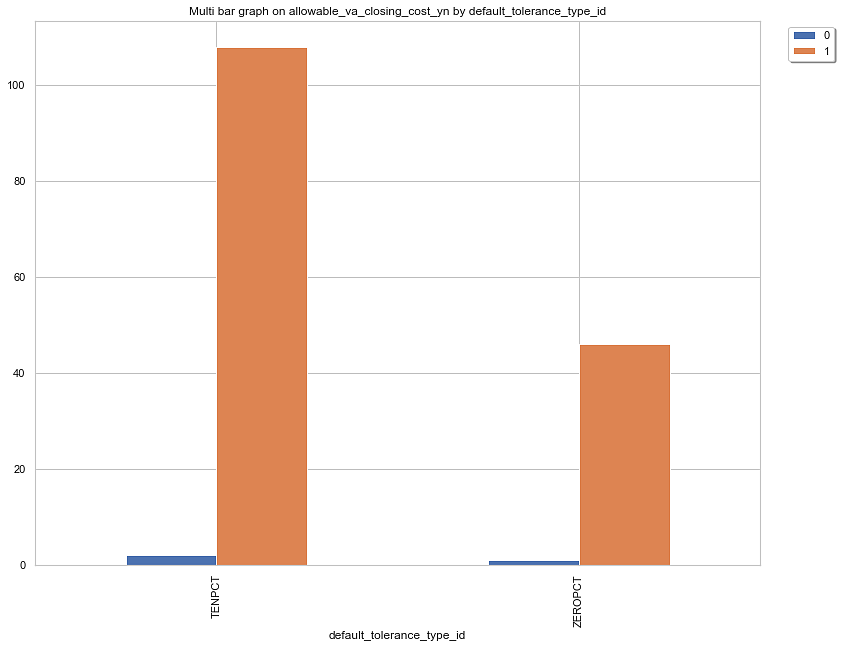 Multi bar graph on allowable_va_closing_cost_yn by default_tolerance_type_id
0
1
100
80
60
40
20
0
TENPCT
ZEROPCT
default_tolerance_type_id